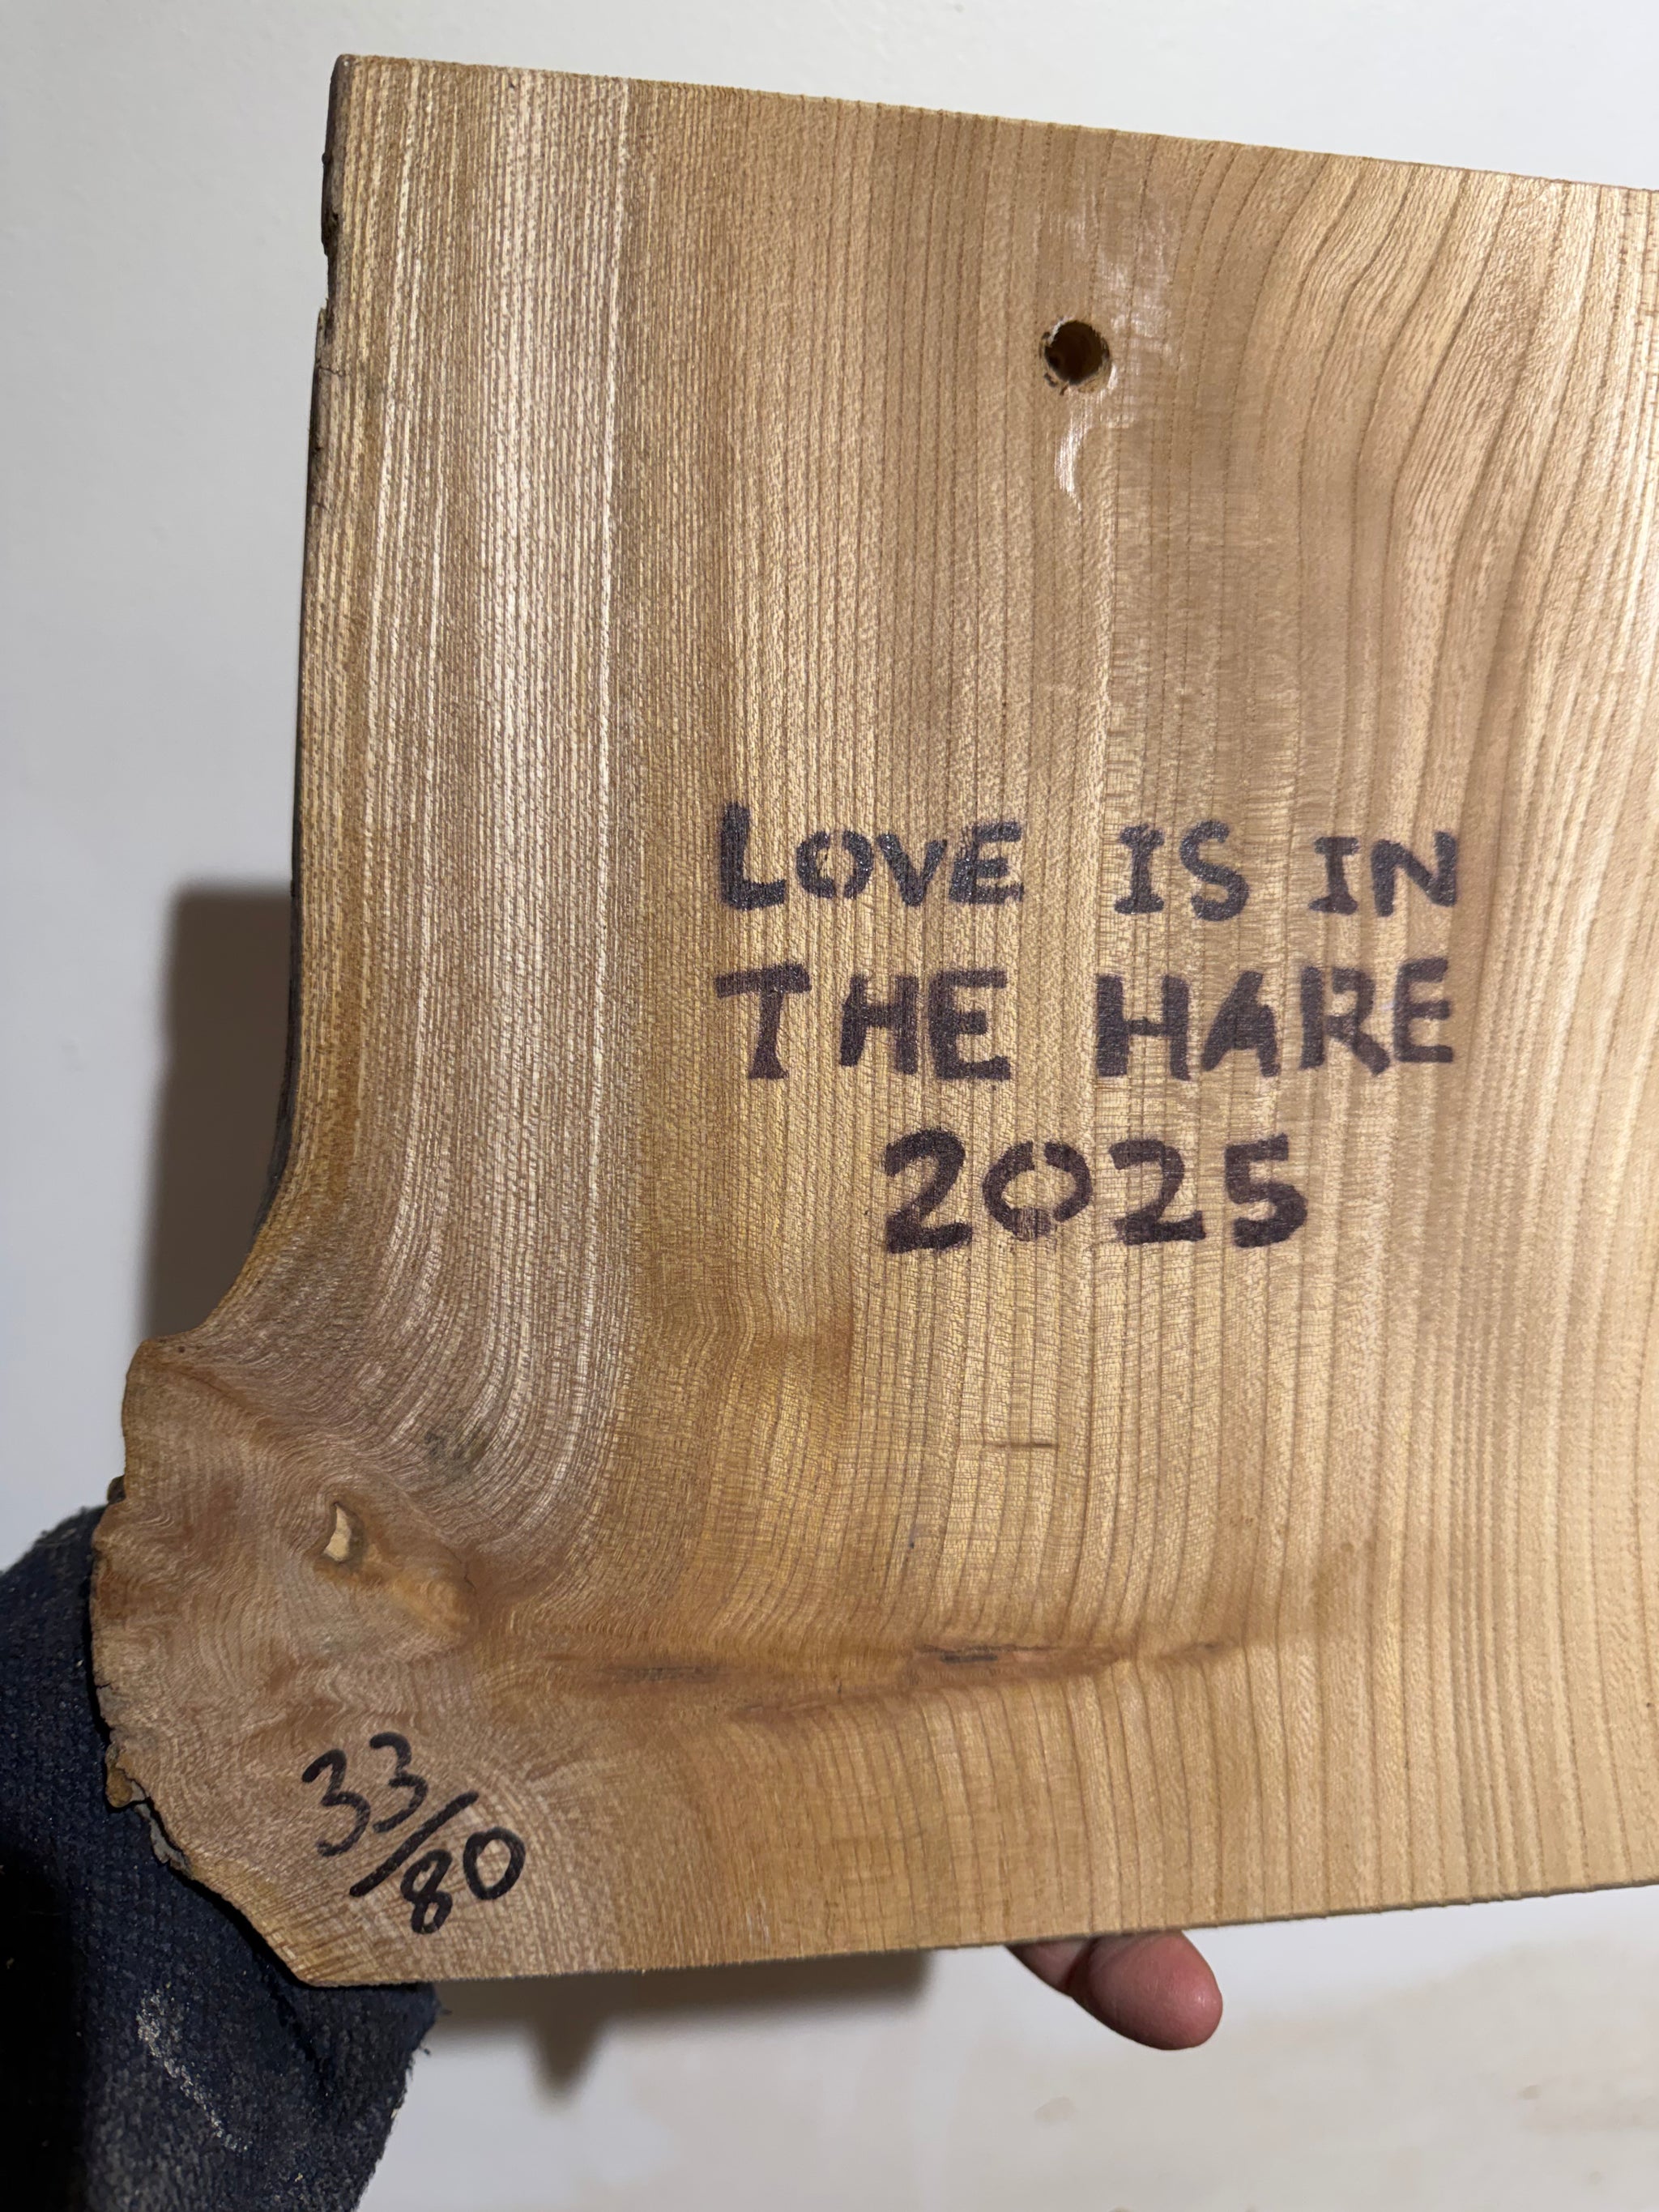 LOVE IS IN
THE HARE
2025
33/80